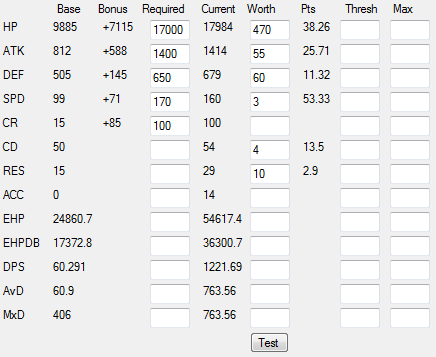 Base Bonus Required Current Worth Pts Thresh Max
HP 9885 +7115 17000 17984 470 38.26
ATK 812 +588 1400 1414 55 25.71
DEF 505 +145 650 679 60 11.32
SPD 99 +71 170 160 3 53.33
CR 15 +85 100 100
CD 50 54 4 13.5
RES 15 29 10 2.9
ACC 0 14
EHP 24860.7 54617.4
EHPDB 17372.8 36300.7
DPS 60.291 1221.69
AvD 60.9 763.56
MxD 406 763.56
Test